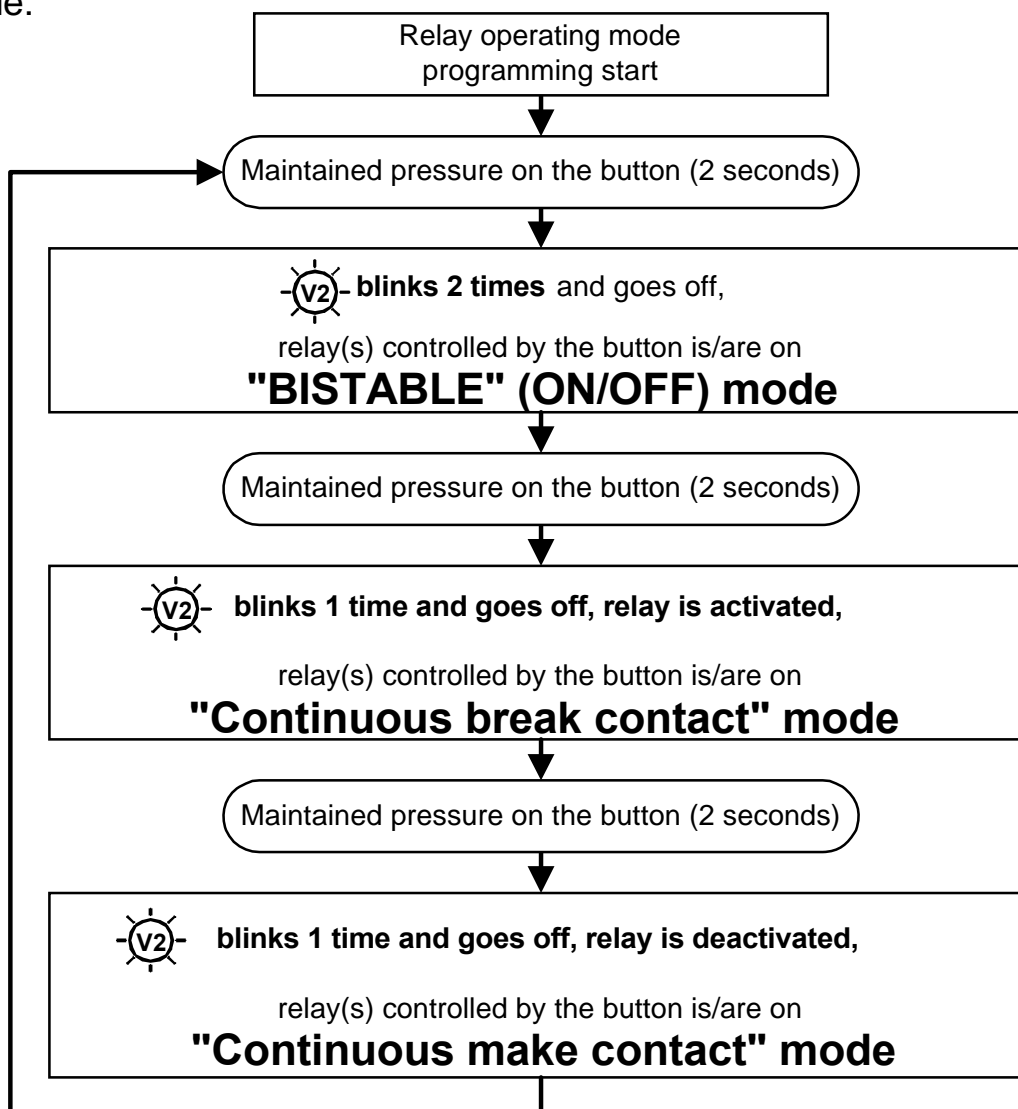 Relay operating mode
programming start
Maintained pressure on the button (2 seconds)
V2 blinks 2 times and goes off,
relay(s) controlled by the button is/are on
"BISTABLE" (ON/OFF) mode
Maintained pressure on the button (2 seconds)
V2 blinks 1 time and goes off, relay is activated,
relay(s) controlled by the button is/are on
"Continuous break contact" mode
Maintained pressure on the button (2 seconds)
V2 blinks 1 time and goes off, relay is deactivated,
relay(s) controlled by the button is/are on
"Continuous make contact" mode